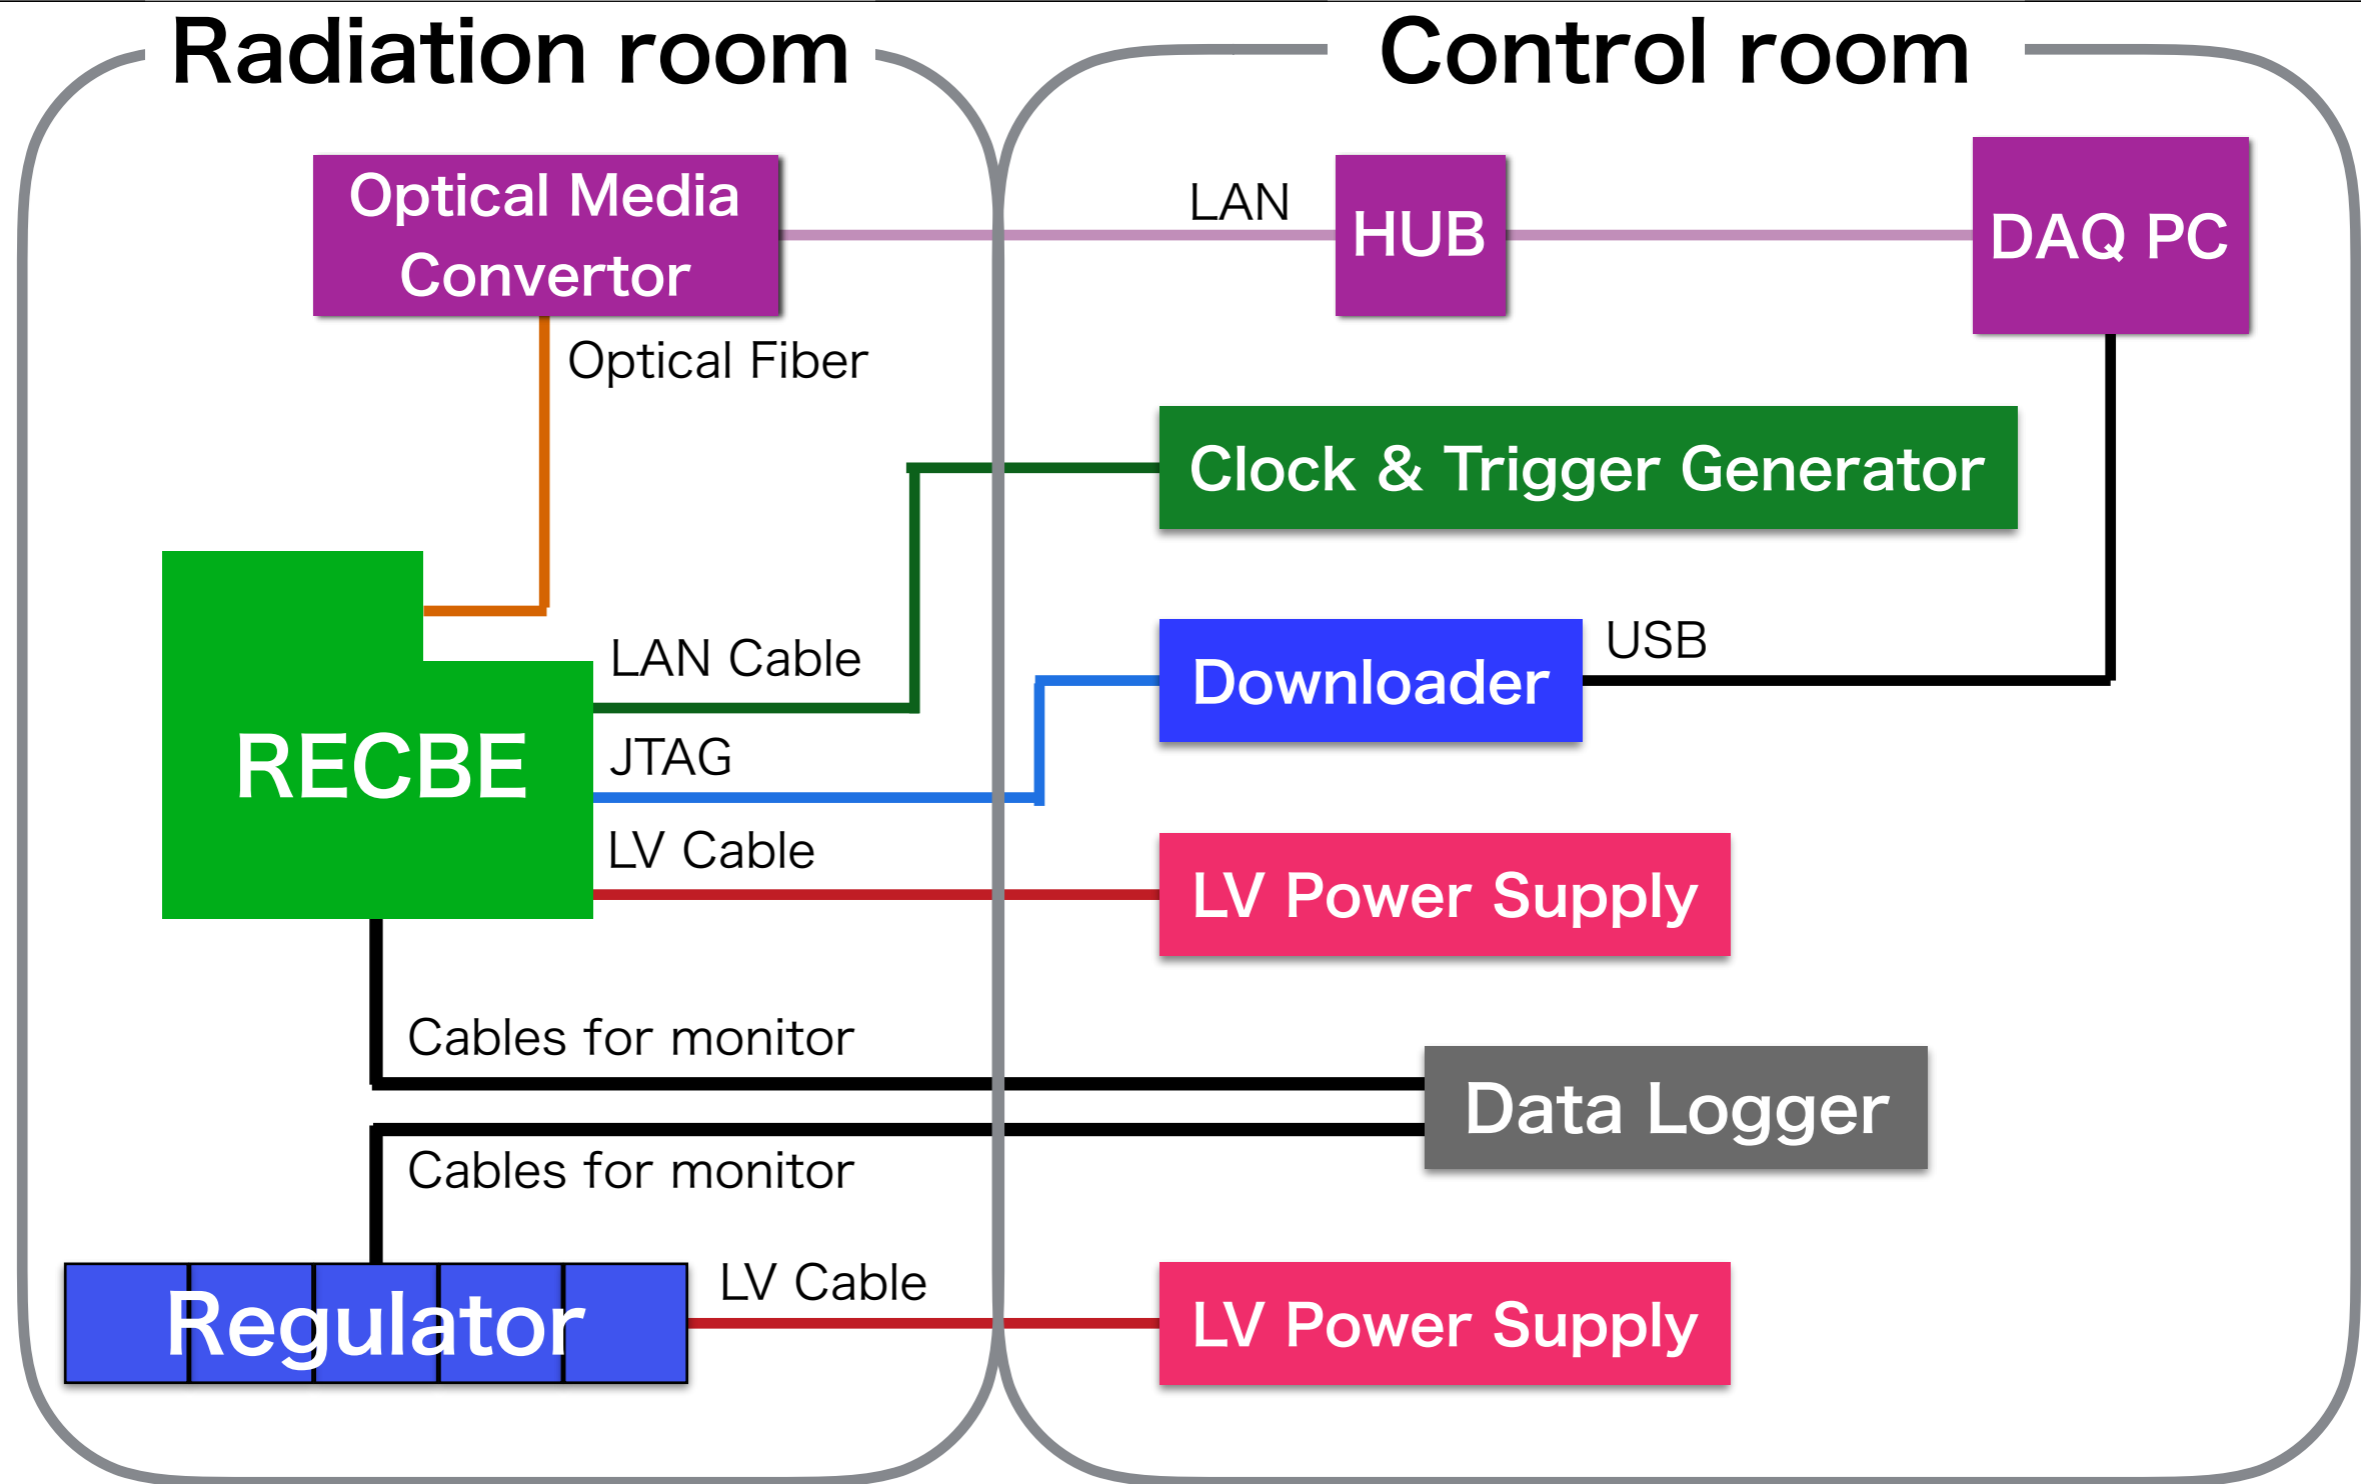 Radiation room
Control room
Optical Media
Convertor
LAN
HUB
DAQ PC
Optical Fiber
Clock & Trigger Generator
LAN Cable
Downloader
USB
RECBE
JTAG
LV Cable
LV Power Supply
Cables for monitor
Data Logger
Cables for monitor
Regulator
LV Cable
LV Power Supply